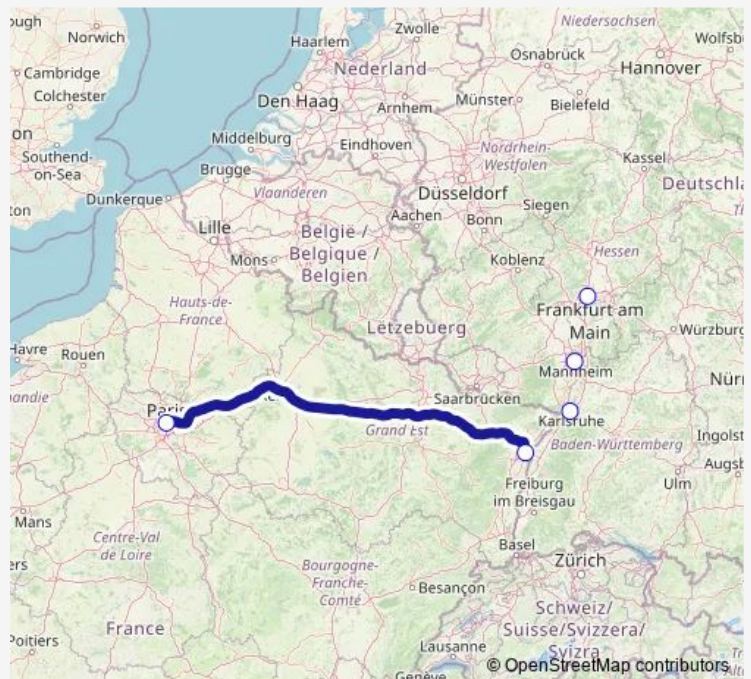 ough
Norwich
Zwolle
Niedersachsen
Haarlem
Wolfsb
Cambridge
Nederland
Osnabrück
Hannover
Colchester
Den Haag
Arnhem
Münster
Bielefeld
on
Middelburg
Eindhoven
Nordrhein-
Westfalen
Southend-
on-Sea
Brugge
Kassel
Vlaanderen
Düsseldorf
Deutschla
Dunkerque
Aachen
Siegen
ton
Lille
België /
Belgique /
Belgien
Bonn
Mons
Koblenz
Hessen
Hauts-de-
France
Frankfurt am
Main
Lëtzebuerg
Würzburg
Havre
Rouen
Mannheim
Nürn
andie
Saarbrücken
Paris
Karlsruhe
Grand Est
Baden-Württemberg
Ingolst
Freiburg
im Breisgau
Ulm
Augsb
Mans
Centre-Val
de Loire
Basel
Zürich
ers
Bourgogne-
Franche-
Comté
Besançon
France
Schweiz/
Suisse/Svizzera/
Svizra
Poitiers
Lausanne
Genève
© OpenStreetMap contributors